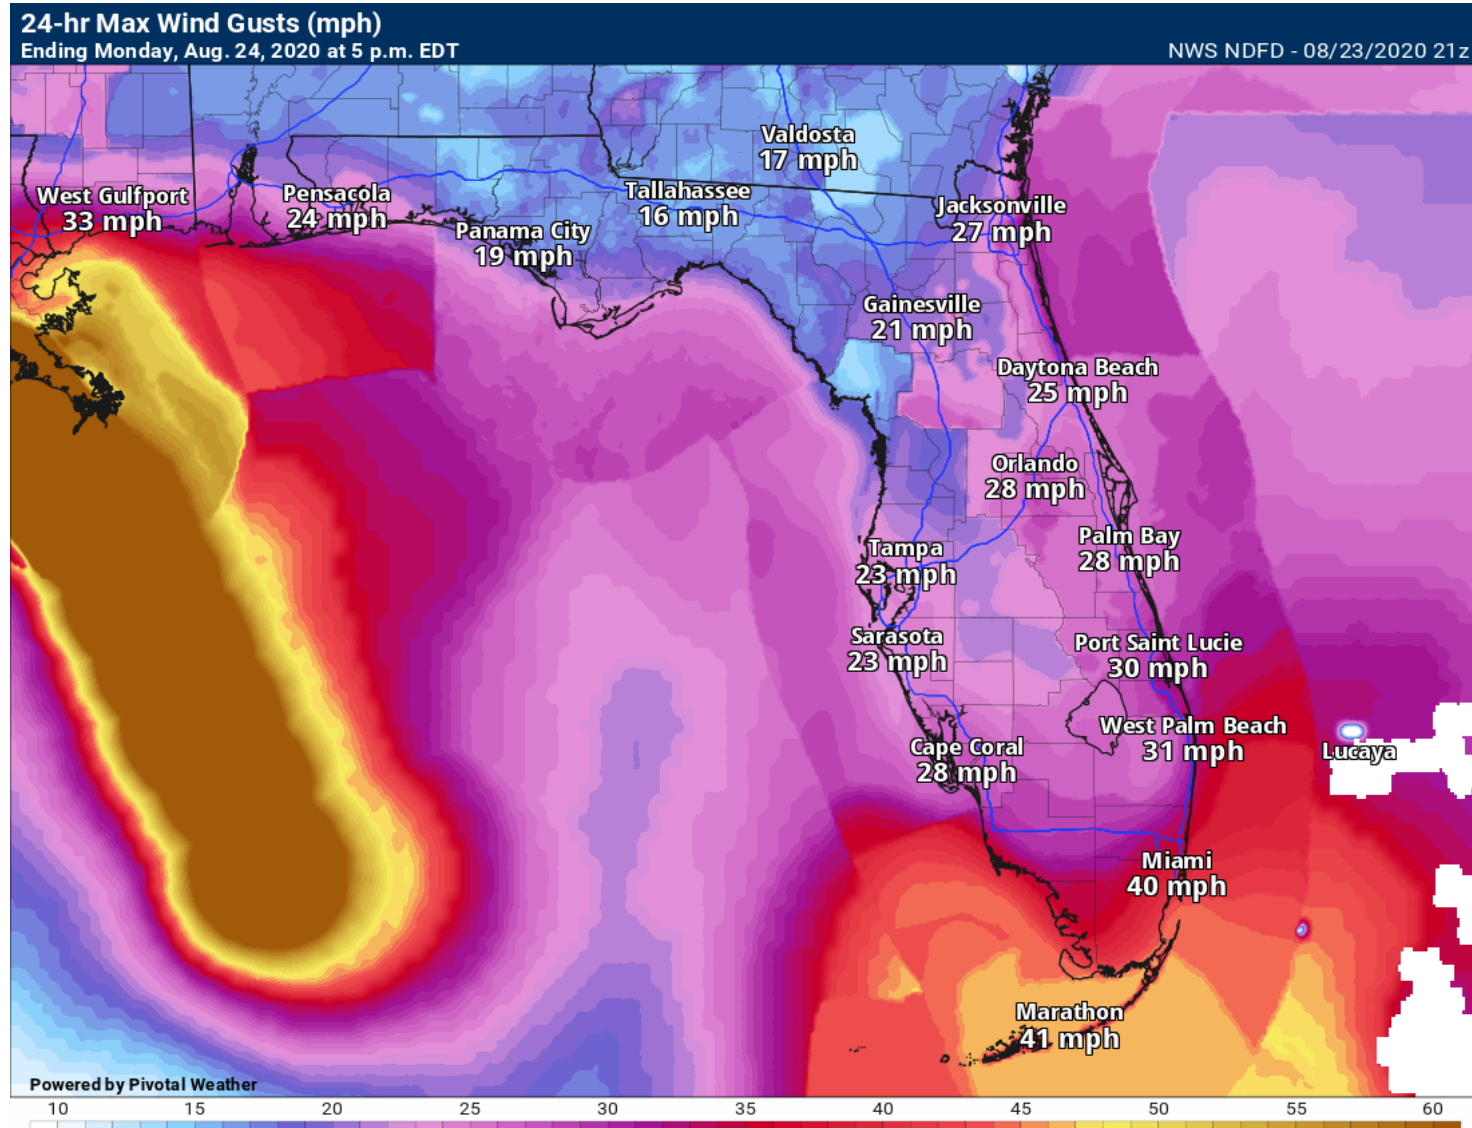 24-hr Max Wind Gusts (mph)
Ending Monday, Aug. 24, 2020 at 5 p.m. EDT
NWS NDFD - 08/23/2020 21z
Valdosta
17 mph
West Gulfport
33 mph
Pensacola
24 mph
Tallahassee
16 mph
Jacksonville
27 mph
Panama City
19 mph
Gainesville
21 mph
Daytona Beach
25 mph
Orlando
28 mph
Tampa
23 mph
Palm Bay
28 mph
Sarasota
23 mph
Port Saint Lucie
30 mph
Cape Coral
28 mph
West Palm Beach
31 mph
Lucaya
Miami
40 mph
Marathon
41 mph
Powered by Pivotal Weather
10 15 20 25 30 35 40 45 50 55 60